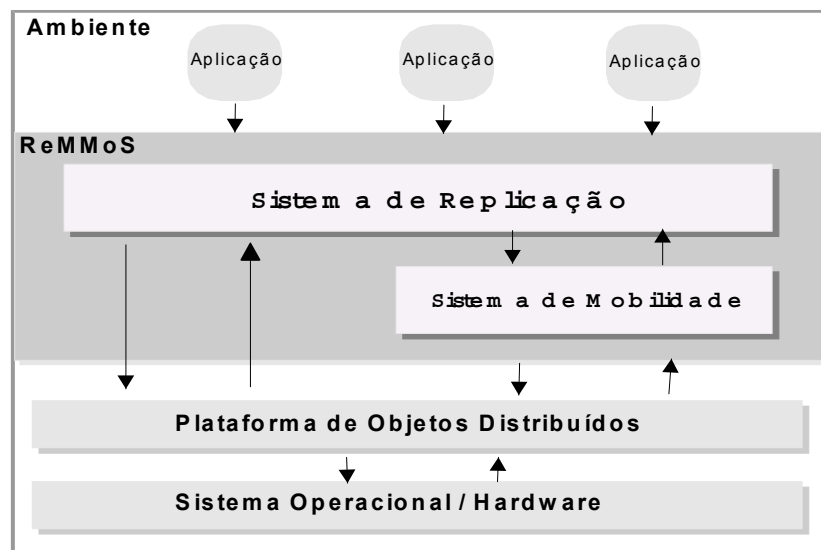 Ambiente
Aplicação Aplicação Aplicação
ReMMoS
Sistema de Replicação
Sistema de Mobilidade
Plataforma de Objetos Distribuídos
Sistema Operacional / Hardware